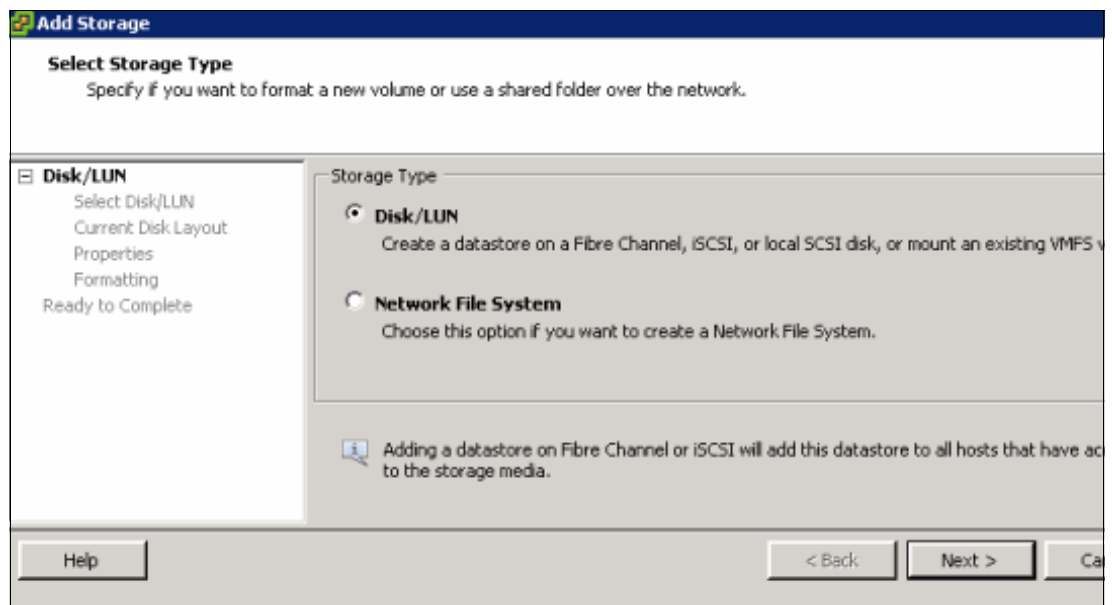 Add Storage
Select Storage Type
Specify if you want to format a new volume or use a shared folder over the network.
Disk/LUN
Select Disk/LUN
Current Disk Layout
Properties
Formatting
Ready to Complete
Storage Type
Disk/LUN
Create a datastore on a Fibre Channel, iSCSI, or local SCSI disk, or mount an existing VMFS v
Network File System
Choose this option if you want to create a Network File System.
Adding a datastore on Fibre Channel or iSCSI will add this datastore to all hosts that have ac
to the storage media.
Help
< Back
Next >
Ca